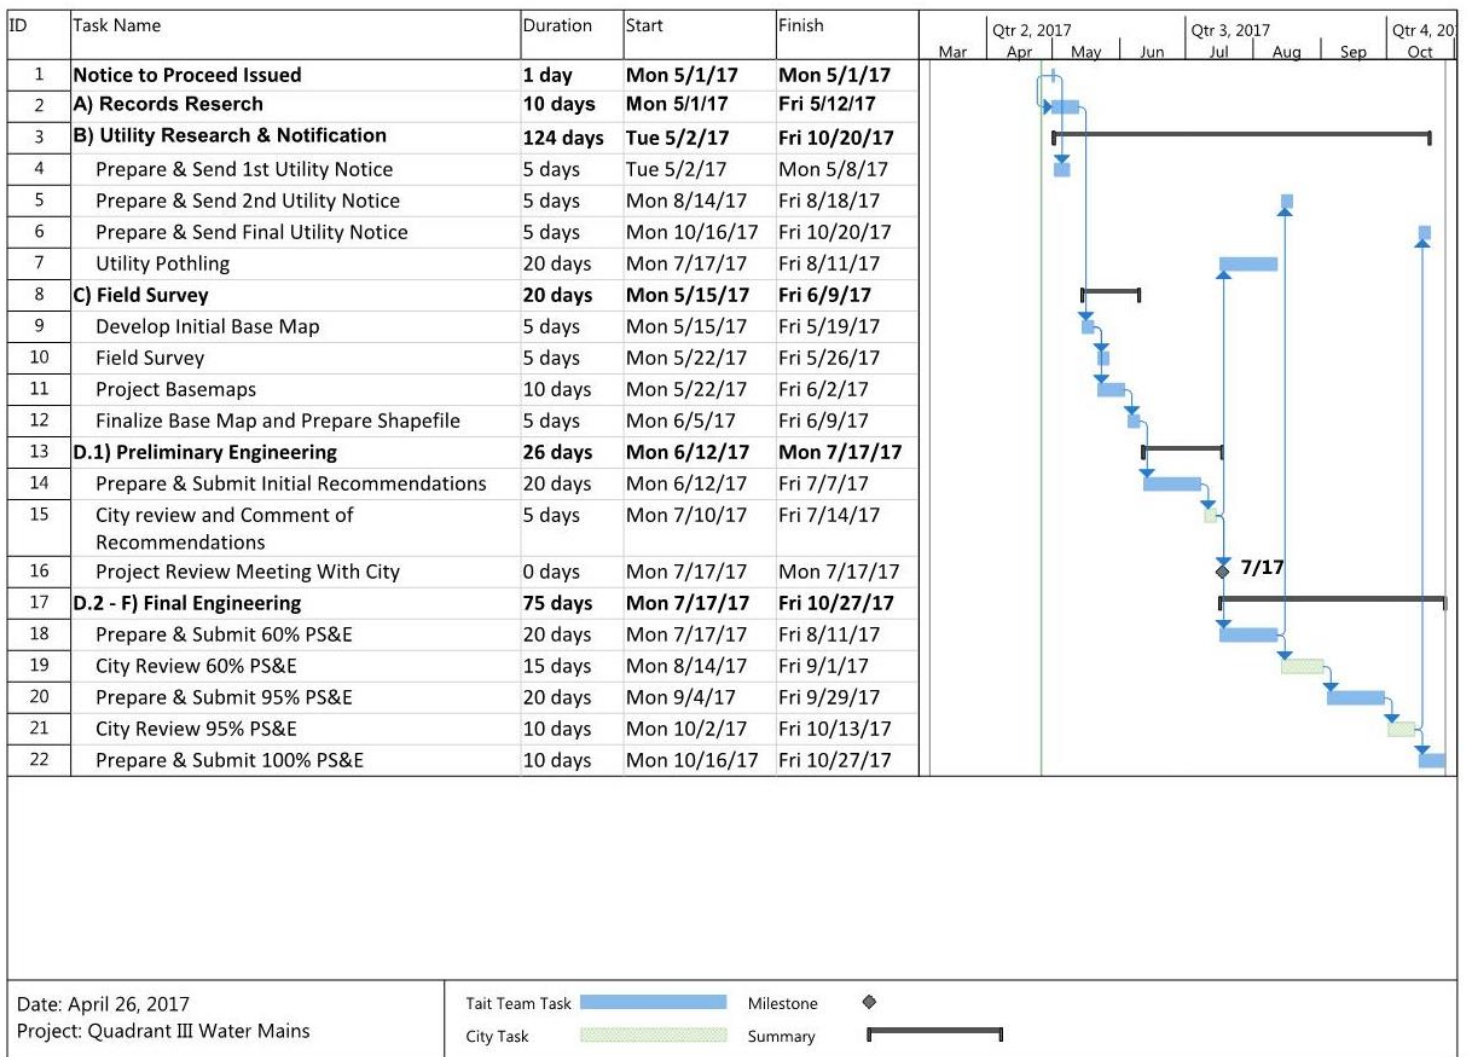 ID Task Name Duration Start Finish
Qtr 2, 2017 Qtr 3, 2017 Qtr 4, 20
Mar Apr May Jun Jul Aug Sep Oct
1 Notice to Proceed Issued 1 day Mon 5/1/17 Mon 5/1/17
2 A) Records Reserch 10 days Mon 5/1/17 Fri 5/12/17
3 B) Utility Research & Notification 124 days Tue 5/2/17 Fri 10/20/17
4 Prepare & Send 1st Utility Notice 5 days Tue 5/2/17 Mon 5/8/17
5 Prepare & Send 2nd Utility Notice 5 days Mon 8/14/17 Fri 8/18/17
6 Prepare & Send Final Utility Notice 5 days Mon 10/16/17 Fri 10/20/17
7 Utility Pothling 20 days Mon 7/17/17 Fri 8/11/17
8 C) Field Survey 20 days Mon 5/15/17 Fri 6/9/17
9 Develop Initial Base Map 5 days Mon 5/15/17 Fri 5/19/17
10 Field Survey 5 days Mon 5/22/17 Fri 5/26/17
11 Project Basemaps 10 days Mon 5/22/17 Fri 6/2/17
12 Finalize Base Map and Prepare Shapefile 5 days Mon 6/5/17 Fri 6/9/17
13 D.1) Preliminary Engineering 26 days Mon 6/12/17 Mon 7/17/17
14 Prepare & Submit Initial Recommendations 20 days Mon 6/12/17 Fri 7/7/17
15 City review and Comment of 5 days Mon 7/10/17 Fri 7/14/17
Recommendations
16 Project Review Meeting With City 0 days Mon 7/17/17 Mon 7/17/17 7/17
17 D.2 - F) Final Engineering 75 days Mon 7/17/17 Fri 10/27/17
18 Prepare & Submit 60% PS&E 20 days Mon 7/17/17 Fri 8/11/17
19 City Review 60% PS&E 15 days Mon 8/14/17 Fri 9/1/17
20 Prepare & Submit 95% PS&E 20 days Mon 9/4/17 Fri 9/29/17
21 City Review 95% PS&E 10 days Mon 10/2/17 Fri 10/13/17
22 Prepare & Submit 100% PS&E 10 days Mon 10/16/17 Fri 10/27/17
Date: April 26, 2017
Project: Quadrant III Water Mains
Tait Team Task Milestone
City Task Summary